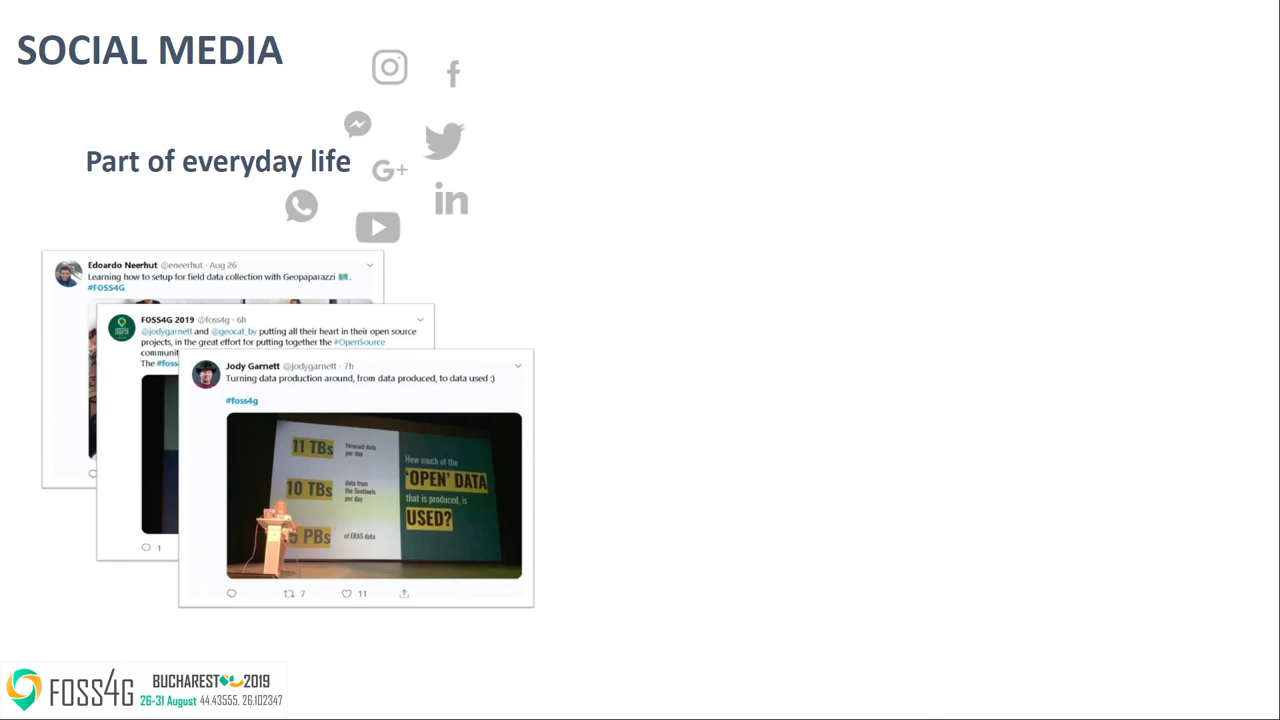 SOCIAL MEDIA
Part of everyday life
Edoardo Neerhut @eneerhut · Aug 26
Learning how to setup for field data collection with Geopaparazzi
#FOSS4G
FOSS4G 2019 @foss4g · 6h
@jodygarnett and @geocat_bv putting all their heart in their open source
projects, in the great effort for putting together the #OpenSource
communit
The #foss
1
Jody Garnett @jodygarnett · 7h
Turning data production around, from data produced, to data used :)
#foss4g
11 TBs forecast data per day
10 TBs data from the Sentinels per day
5 PBs of ERA5 data
How much of the
'OPEN' DATA
that is produced, is
USED?
7 11
FOSS4G
BUCHAREST 2019
26-31 August 44.43555, 26.102347